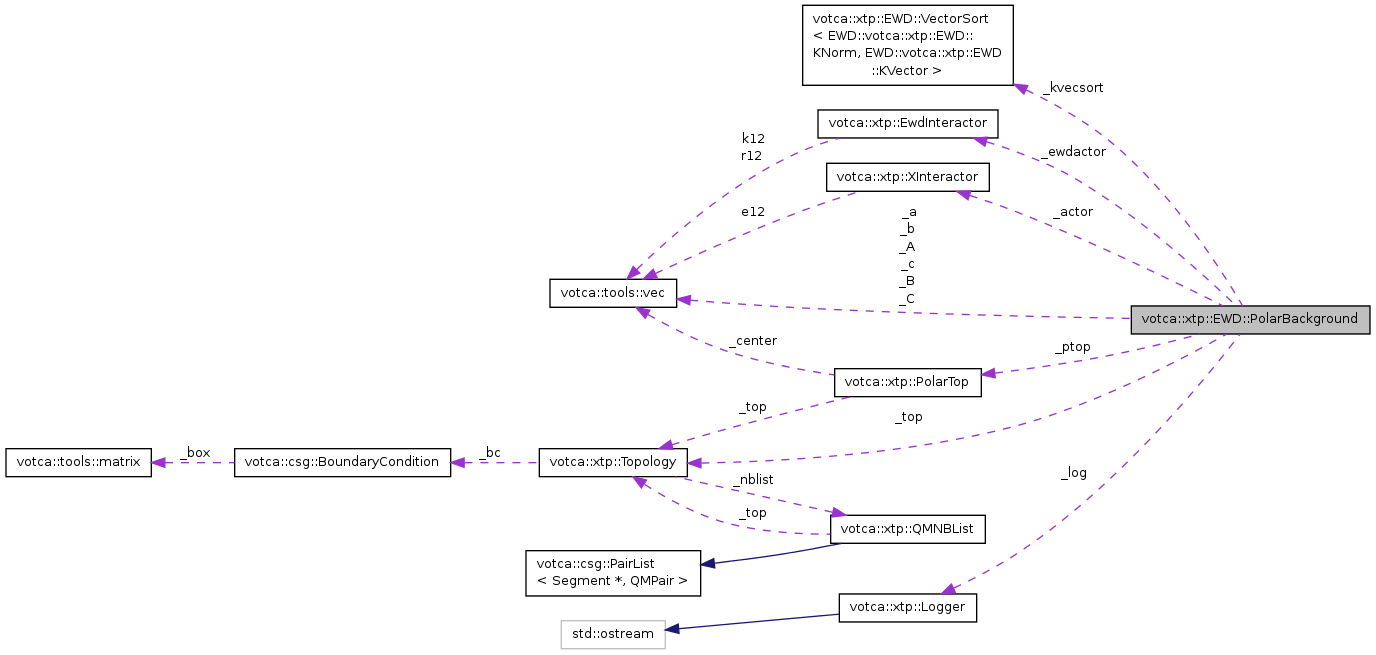 votca::xtp::EWD::VectorSort
< EWD::votca::xtp::EWD::
KNorm, EWD::votca::xtp::EWD
::KVector >
_kvecsort
votca::xtp::EwdInteractor
k12
r12
_ewdactor
votca::xtp::XInteractor
e12
_actor
_a
_b
_A
_c
_B
_C
votca::tools::vec
votca::xtp::EWD::PolarBackground
_center
_ptop
votca::xtp::PolarTop
_top
_top
votca::tools::matrix
_box
votca::csg::BoundaryCondition
_bc
votca::xtp::Topology
_nblist
_log
_top
votca::xtp::QMNBList
votca::csg::PairList
< Segment *, QMPair >
votca::xtp::Logger
std::ostream